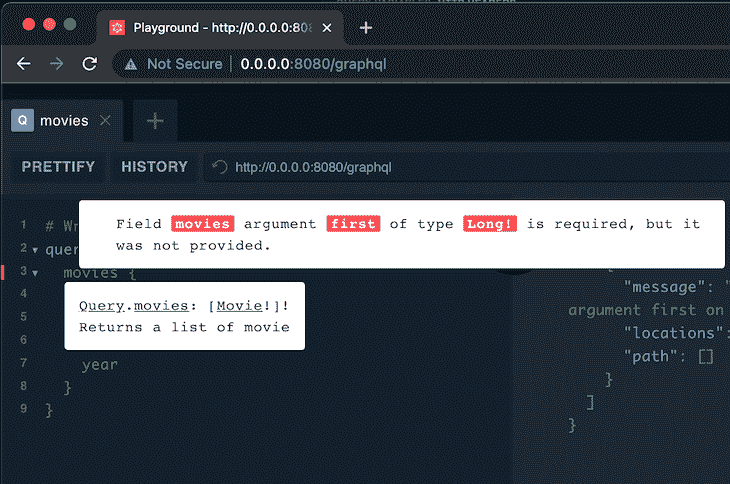 Playground - http://0.0.0.0:808
Not Secure | 0.0.0.0:8080/graphql
Q movies
PRETTIFY HISTORY http://0.0.0.0:8080/graphql
1 # Wr
Field movies argument first of type Long! is required, but it
was not provided.
2 quer
3 movies {
4
Query.movies: [Movie!]!
Returns a list of movie
5
6
7 year
8 }
9 }
"message": "
argument first on
"locations":
"path": []
}
]
}